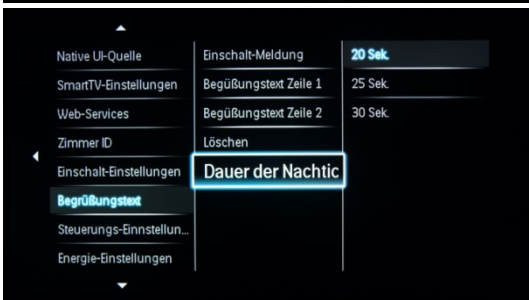 Native UI-Quelle
SmartTV-Einstellungen
Web-Services
Zimmer ID
Einschalt-Einstellungen
Begrüßungstext
Steuerungs-Einnstellun...
Energie-Einstellungen
Einschalt-Meldung
Begüßungstext Zeile 1
Begüßungstext Zeile 2
Löschen
Dauer der Nachtic
20 Sek.
25 Sek.
30 Sek.